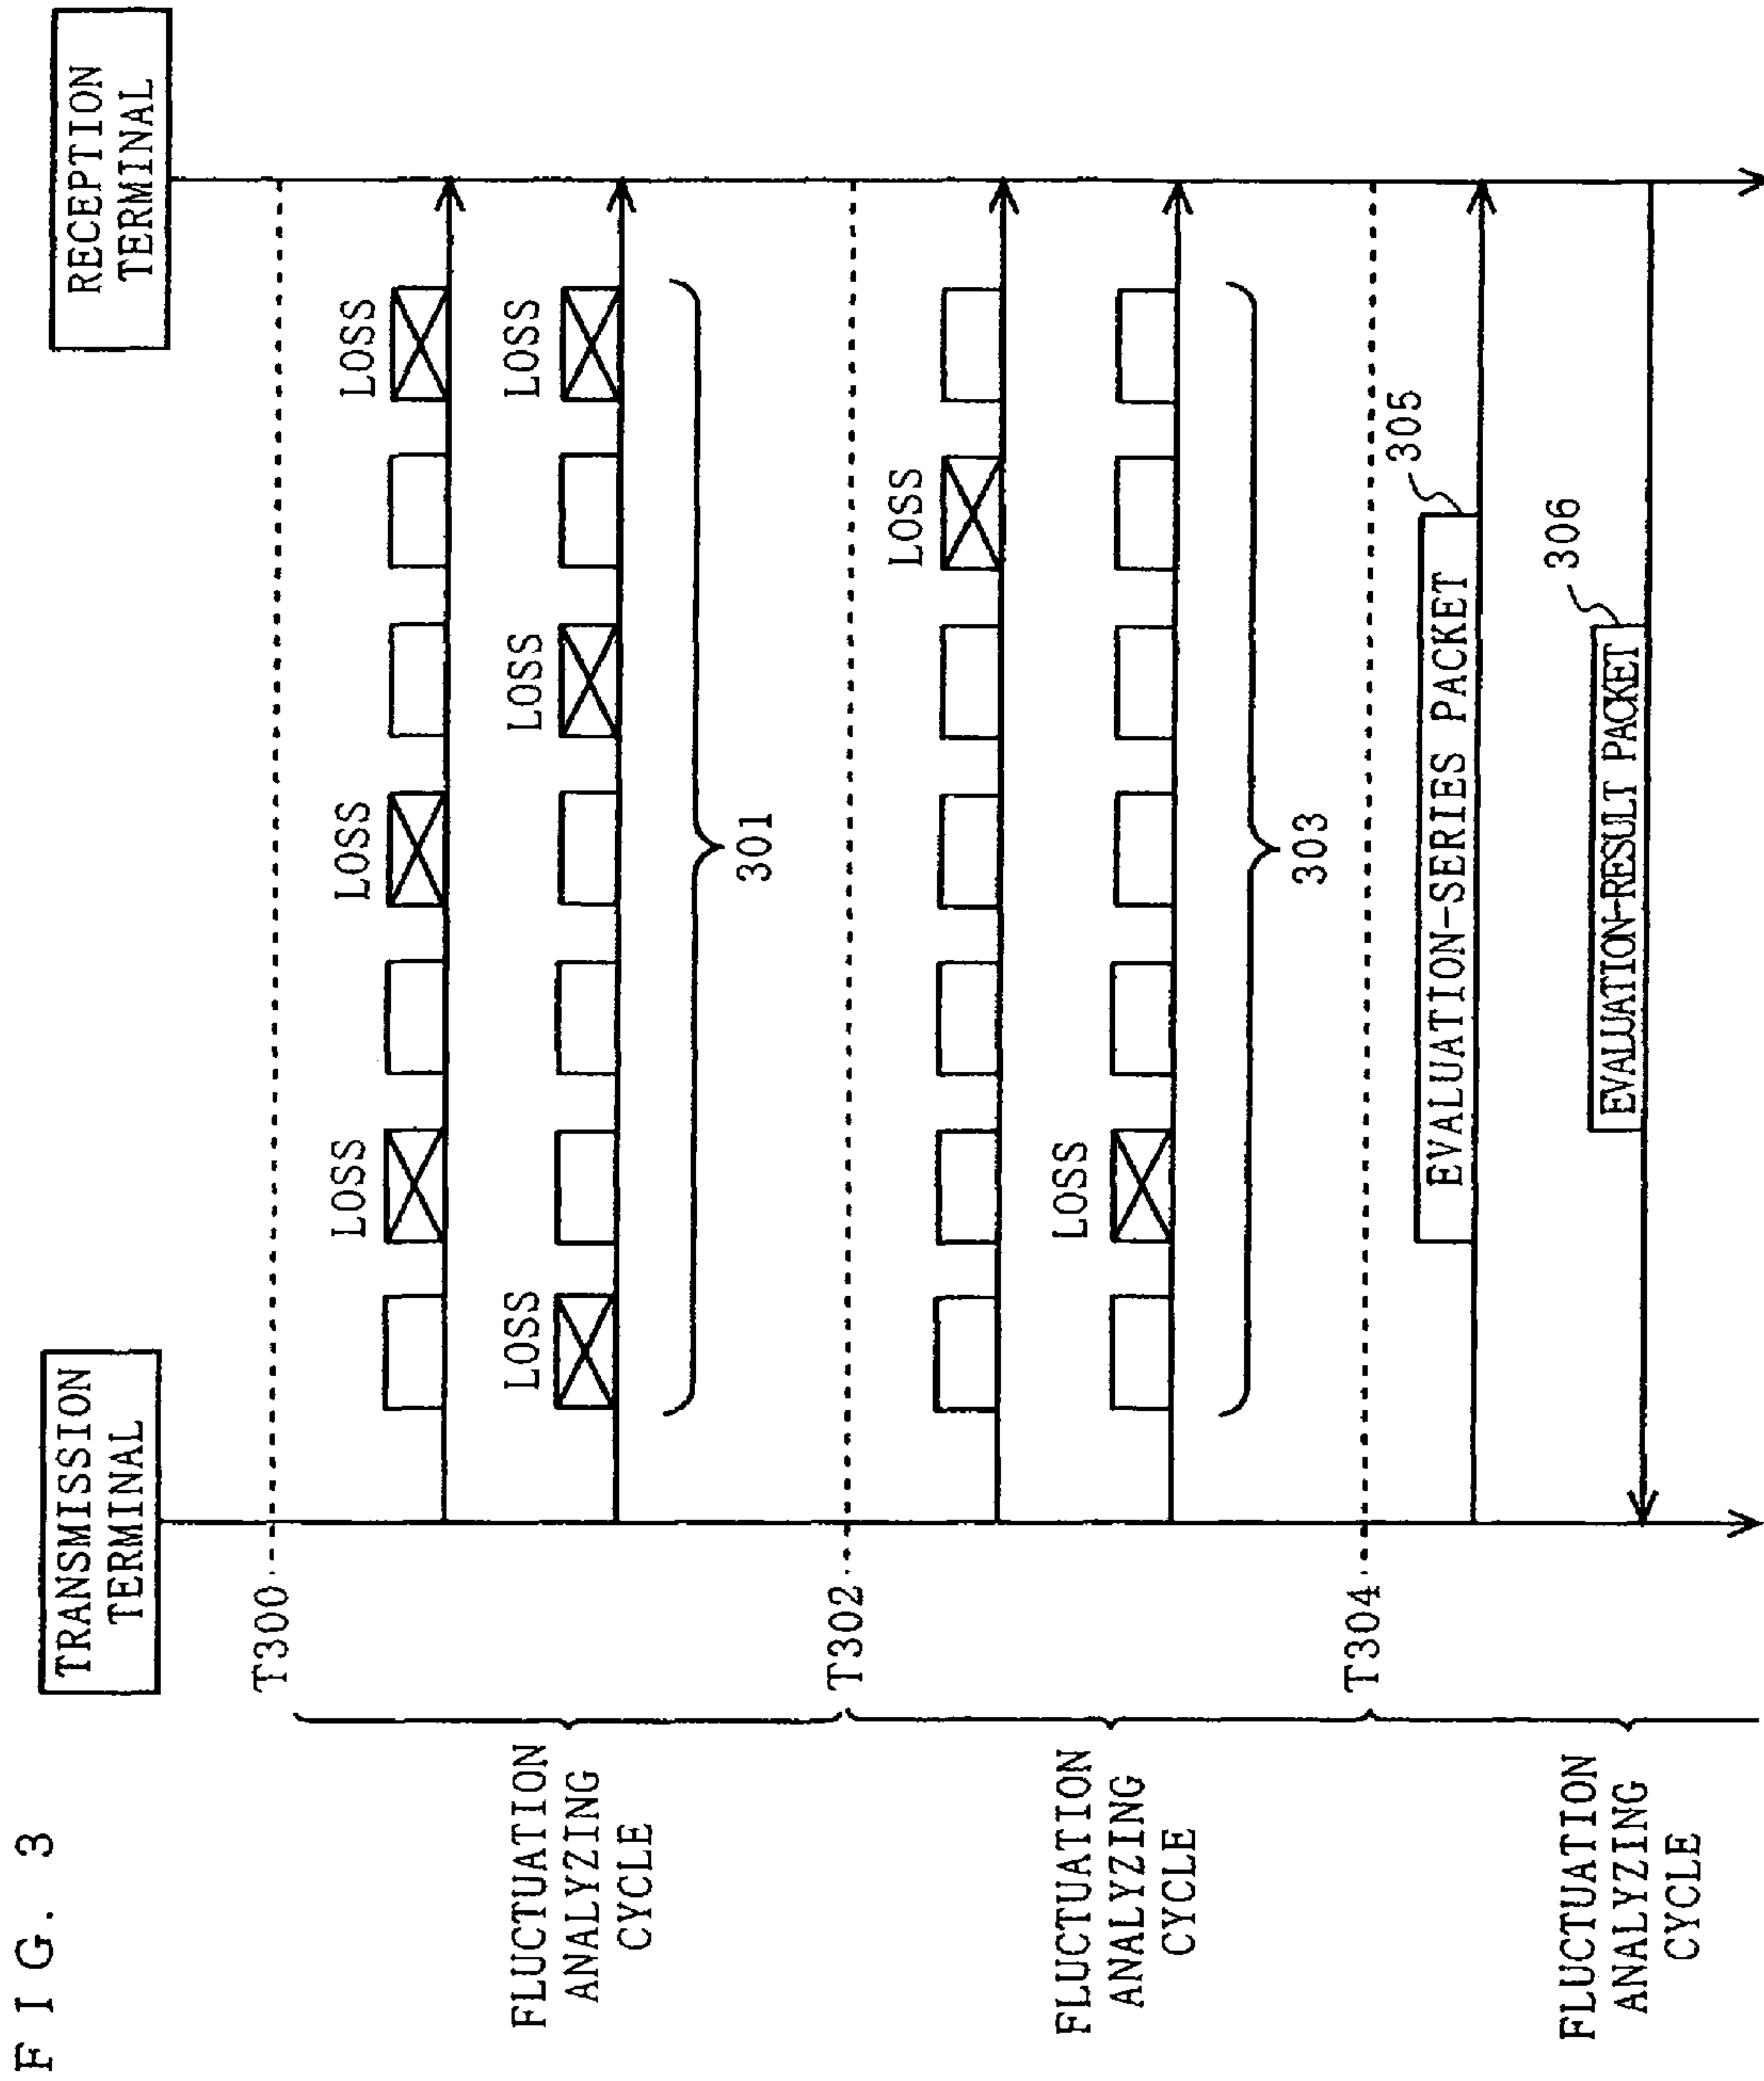 F I G. 3
TRANSMISSION
TERMINAL
RECEPTION
TERMINAL
T300
LOSS
LOSS
LOSS
FLUCTUATION
ANALYZING
CYCLE
LOSS
LOSS
LOSS
301
T302
LOSS
FLUCTUATION
ANALYZING
CYCLE
LOSS
303
T304
305
EVALUATION-SERIES PACKET
FLUCTUATION
ANALYZING
CYCLE
306
EVALUATION-RESULT PACKET